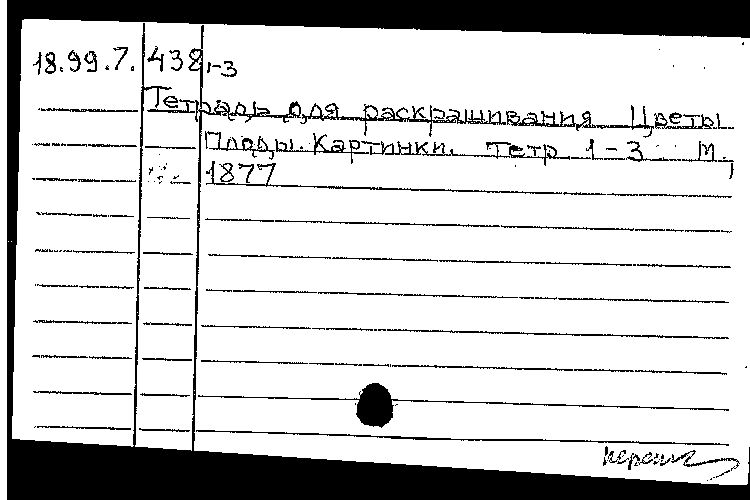 18.99.7. 438,1-3
Тетрадь для раскрашивания Цветы
Плоды. Картинки. Тетр 1-3 М.,
1877